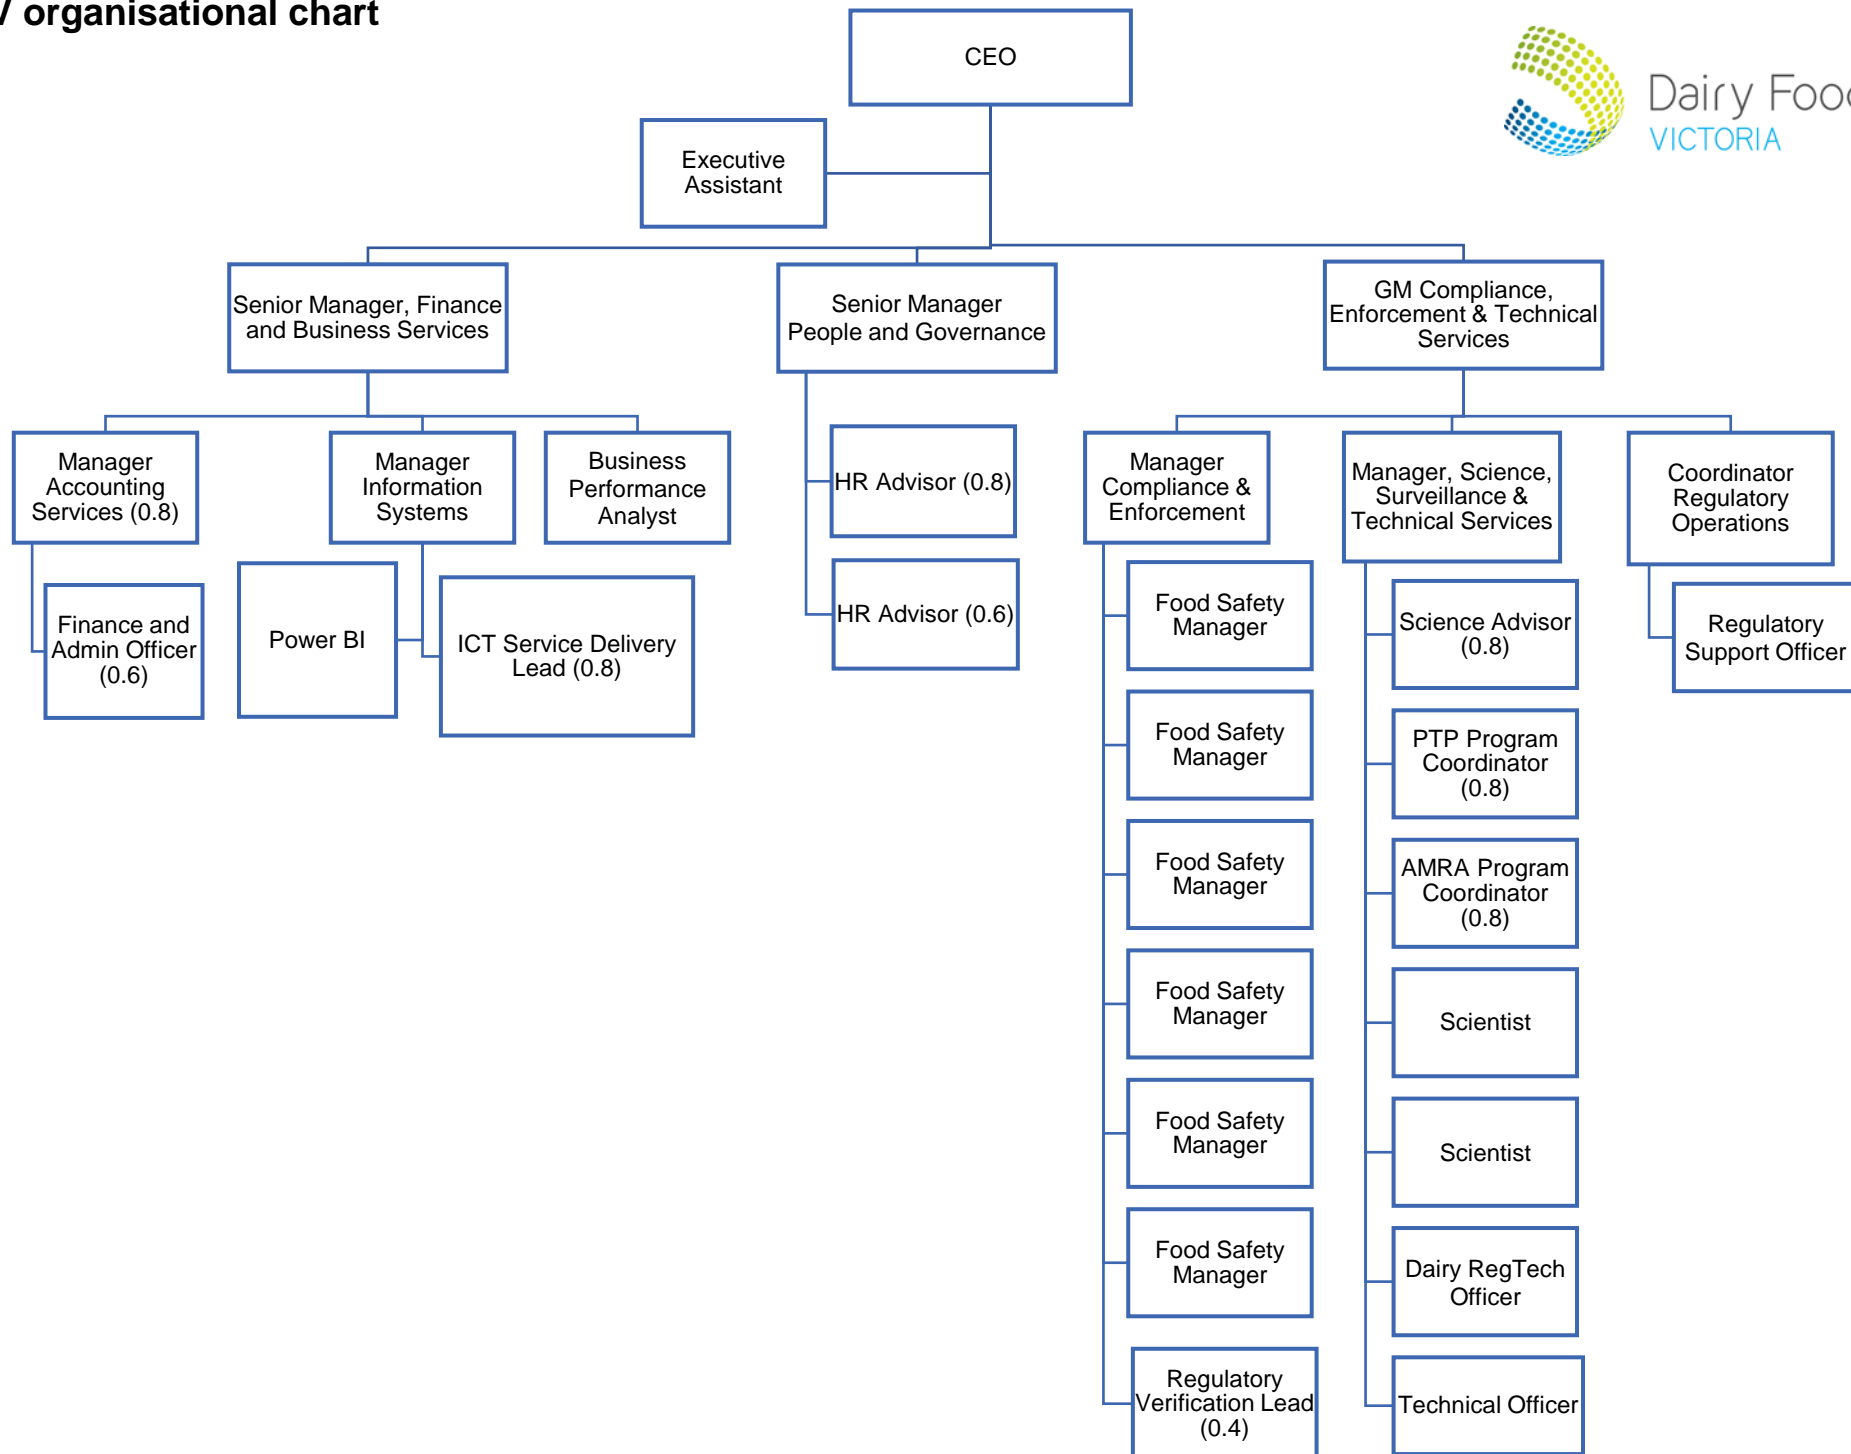 organisational chart
CEO
Dairy Food
VICTORIA
Executive
Assistant
Senior Manager, Finance
and Business Services
Senior Manager
People and Governance
GM Compliance,
Enforcement & Technical
Services
Manager
Accounting
Services (0.8)
Manager
Information
Systems
Business
Performance
Analyst
HR Advisor (0.8)
Manager
Compliance &
Enforcement
Manager, Science,
Surveillance &
Technical Services
Coordinator
Regulatory
Operations
Finance and
Admin Officer
(0.6)
Power BI
ICT Service Delivery
Lead (0.8)
HR Advisor (0.6)
Food Safety
Manager
Science Advisor
(0.8)
Regulatory
Support Officer
Food Safety
Manager
PTP Program
Coordinator
(0.8)
Food Safety
Manager
AMRA Program
Coordinator
(0.8)
Food Safety
Manager
Scientist
Food Safety
Manager
Scientist
Food Safety
Manager
Dairy RegTech
Officer
Regulatory
Verification Lead
(0.4)
Technical Officer